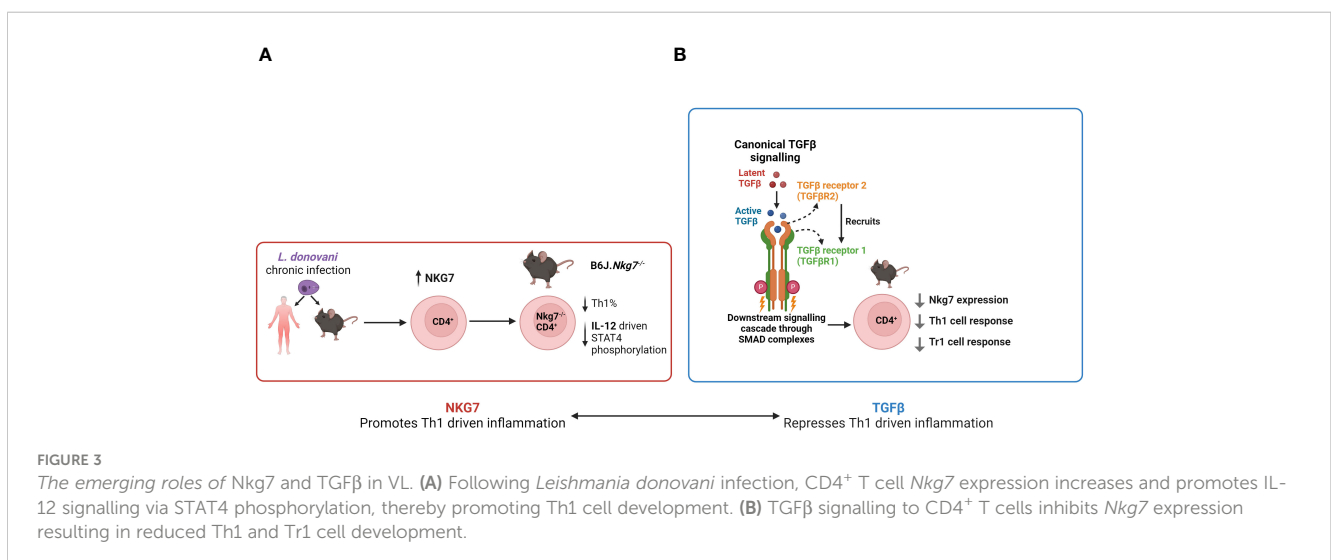 A
B
L. donovani
chronic infection
↑ NKG7
CD4⁺
B6J.Nkg7⁻/⁻
Nkg7⁻/⁻
CD4⁺
↓ Th1%
↓ IL-12 driven
STAT4
phosphorylation
Canonical TGFβ
signalling
Latent
TGFβ
TGFβ receptor 2
(TGFβR2)
Active
TGFβ
Recruits
TGFβ receptor 1
(TGFβR1)
P
P
Downstream signalling
cascade through
SMAD complexes
CD4⁺
↓ Nkg7 expression
↓ Th1 cell response
↓ Tr1 cell response
NKG7
Promotes Th1 driven inflammation
TGFβ
Represses Th1 driven inflammation
FIGURE 3
The emerging roles of Nkg7 and TGFβ in VL. (A) Following Leishmania donovani infection, CD4⁺ T cell Nkg7 expression increases and promotes IL-
12 signalling via STAT4 phosphorylation, thereby promoting Th1 cell development. (B) TGFβ signalling to CD4⁺ T cells inhibits Nkg7 expression
resulting in reduced Th1 and Tr1 cell development.